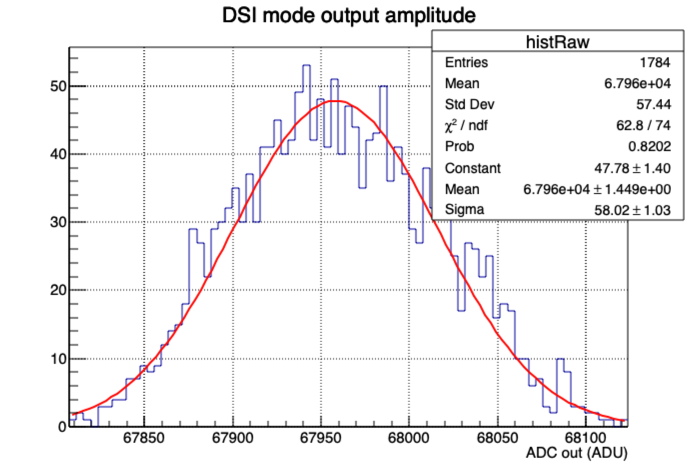 DSI mode output amplitude
histRaw
Entries 1784
Mean 6.796e+04
Std Dev 57.44
χ² / ndf 62.8 / 74
Prob 0.8202
Constant 47.78 ± 1.40
Mean 6.796e+04 ± 1.449e+00
Sigma 58.02 ± 1.03
50
40
30
20
10
0
67850 67900 67950 68000 68050 68100
ADC out (ADU)